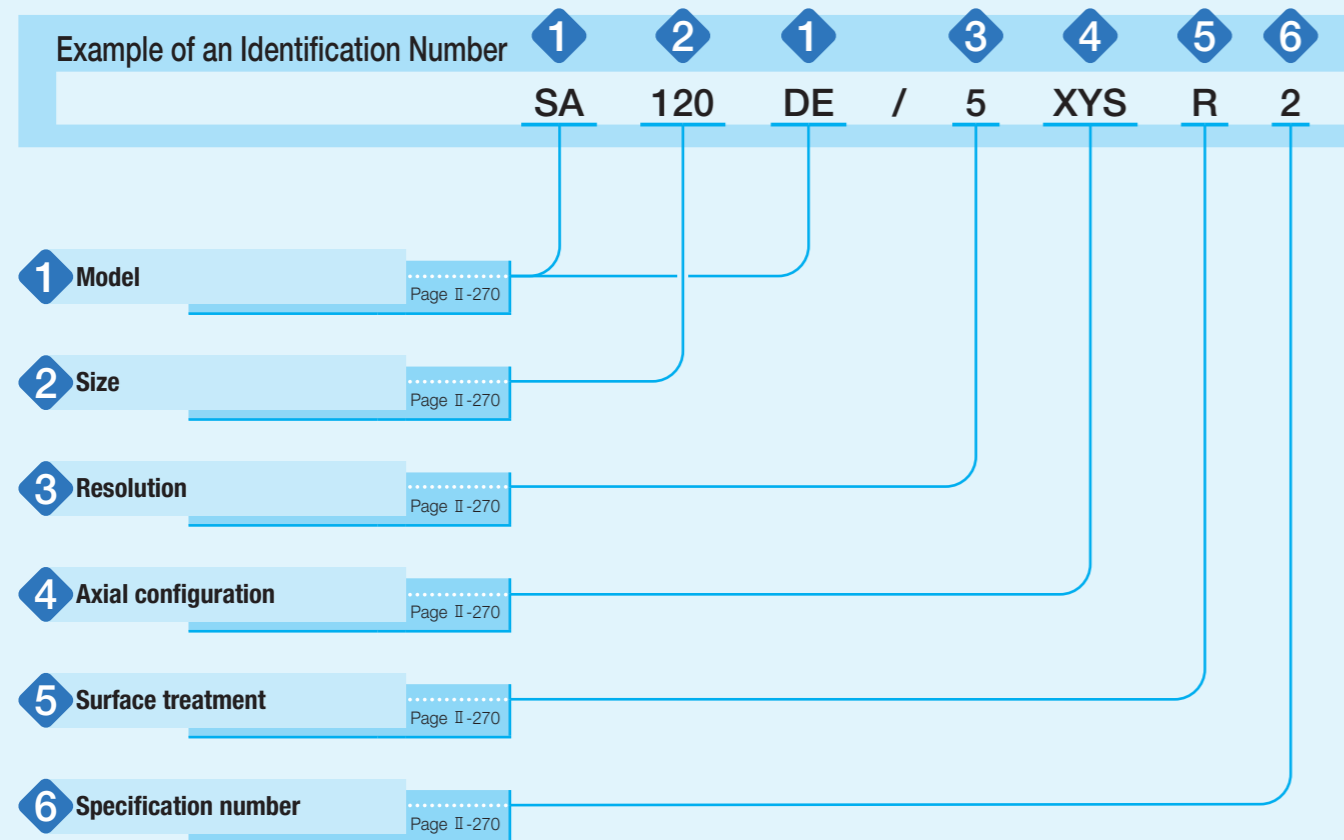 Example of an Identification Number 1 2 1 3 4 5 6
SA 120 DE / 5 XYS R 2
1 Model
Page Ⅱ-270
2 Size
Page Ⅱ-270
3 Resolution
Page Ⅱ-270
4 Axial configuration
Page Ⅱ-270
5 Surface treatment
Page Ⅱ-270
6 Specification number
Page Ⅱ-270